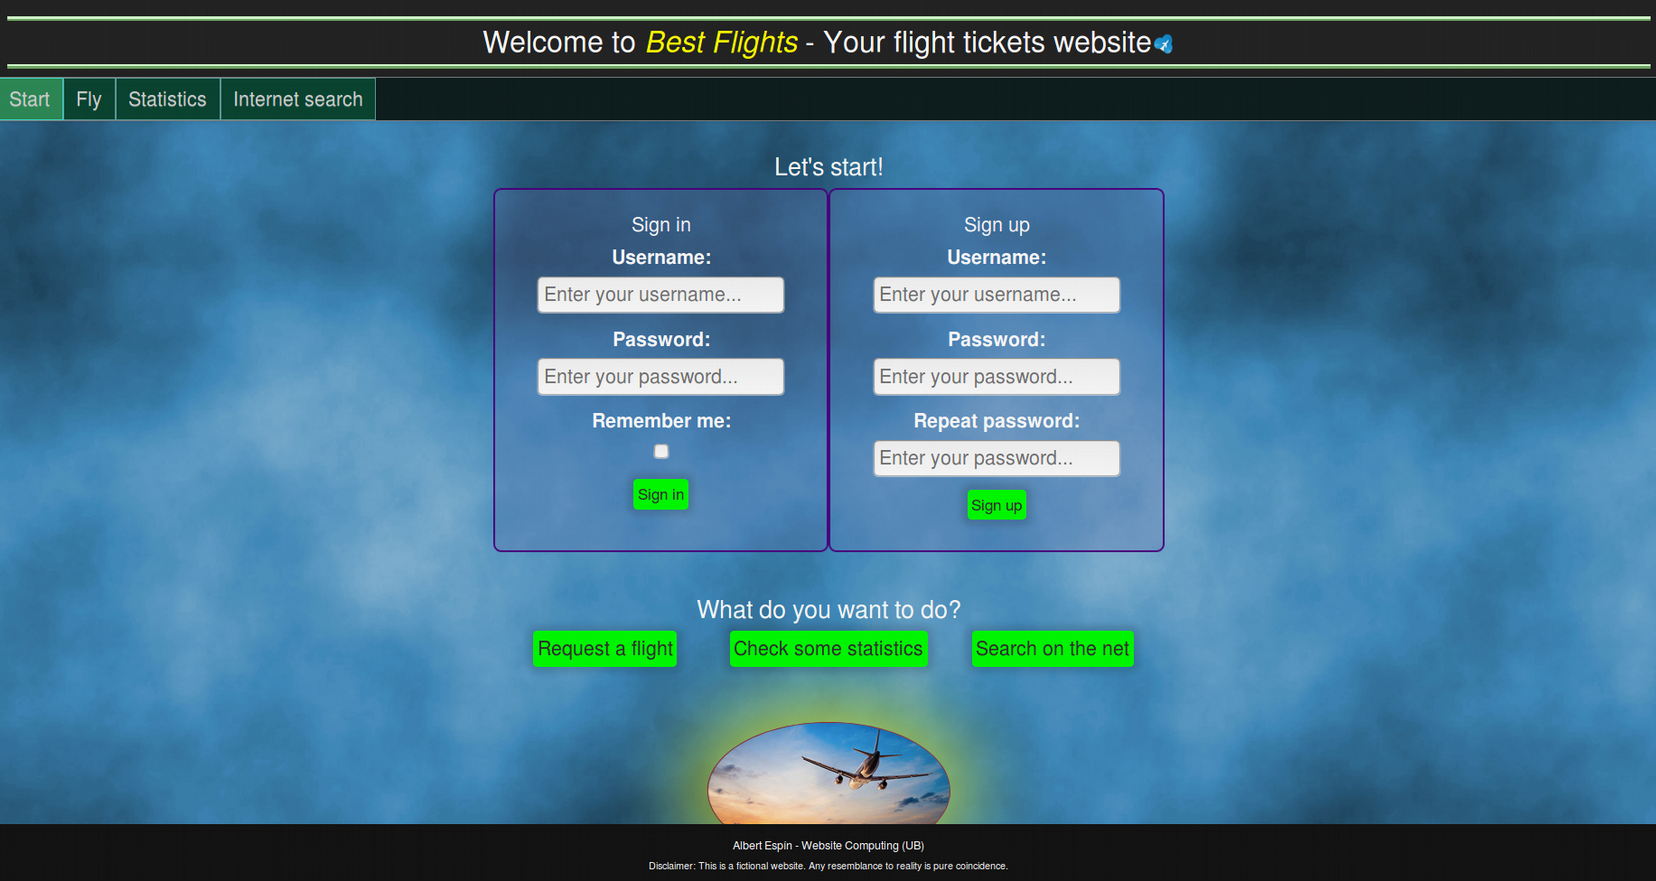 Welcome to Best Flights - Your flight tickets website
Start Fly Statistics Internet search
Let's start!
Sign in
Username:
Enter your username...
Password:
Enter your password...
Remember me:
Sign in
Sign up
Username:
Enter your username...
Password:
Enter your password...
Repeat password:
Enter your password...
Sign up
What do you want to do?
Request a flight Check some statistics Search on the net
Albert Espín - Website Computing (UB)
Disclaimer: This is a fictional website. Any resemblance to reality is pure coincidence.